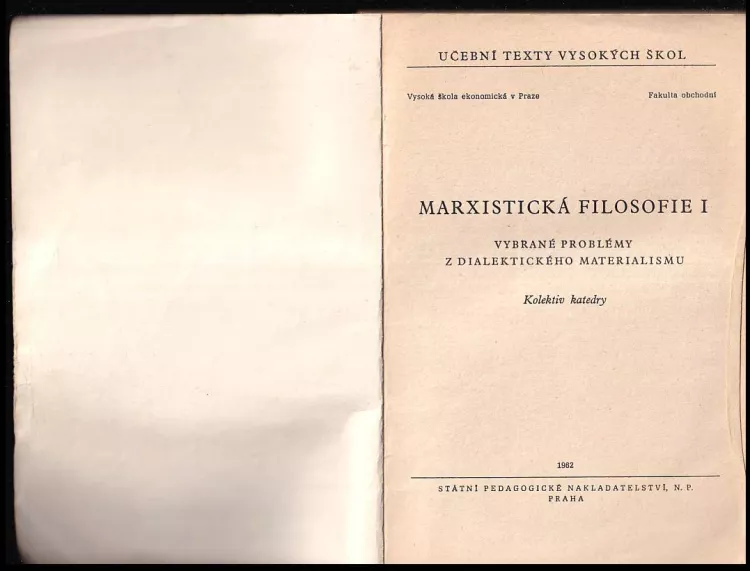 UČEBNÍ TEXTY VYSOKÝCH ŠKOL
Vysoká škola ekonomická v Praze Fakulta obchodní
MARXISTICKÁ FILOSOFIE I
VYBRANÉ PROBLÉMY
Z DIALEKTICKÉHO MATERIALISMU
Kolektiv katedry
1962
STÁTNÍ PEDAGOGICKÉ NAKLADATELSTVÍ, N. P.
PRAHA